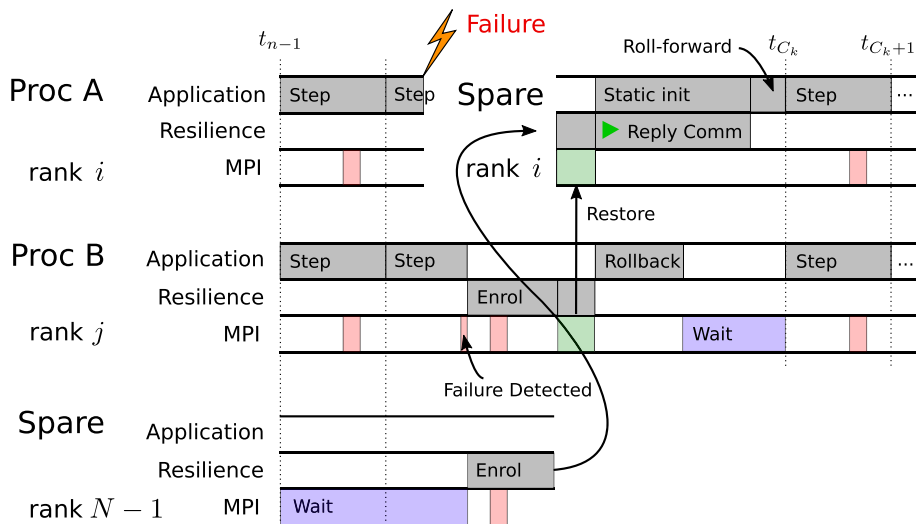 Failure
t_{n-1}
Roll-forward
t_{C_k}
t_{C_k+1}
Proc A
Application
Step
Step
Spare
Static init
Step
...
Resilience
Reply Comm
rank i
MPI
rank i
Restore
Proc B
Application
Step
Step
Rollback
Step
...
Resilience
Enrol
rank j
MPI
Wait
Failure Detected
Spare
Application
Resilience
Enrol
rank N − 1
MPI
Wait